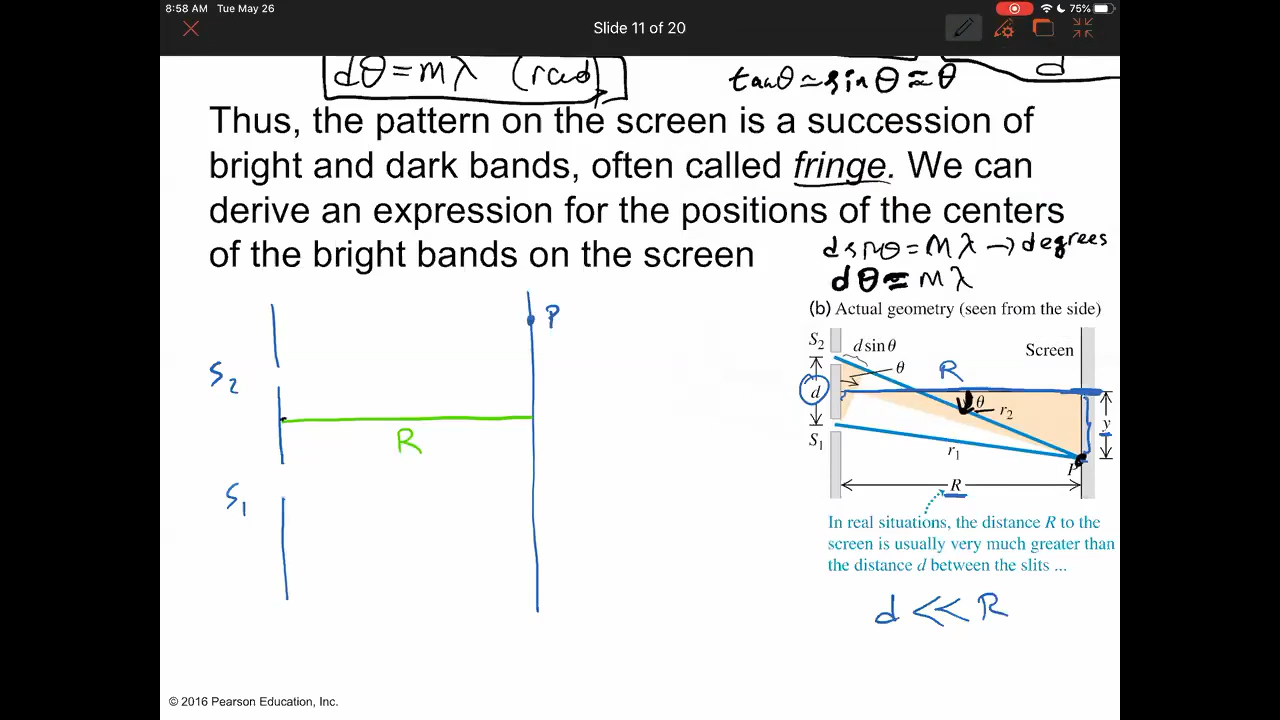 8:58 AM Tue May 26
75%
Slide 11 of 20
dθ = mλ (rad)
tanθ ≃ sinθ ≈ θ
d
Thus, the pattern on the screen is a succession of
bright and dark bands, often called fringe. We can
derive an expression for the positions of the centers
of the bright bands on the screen
d sinθ = mλ → degrees
dθ ≈ mλ
(b) Actual geometry (seen from the side)
S₂
d sin θ
θ
R
Screen
d
θ
r₂
y
S₁
r₁
P
R
In real situations, the distance R to the
screen is usually very much greater than
the distance d between the slits ...
d << R
P
S₂
R
S₁
© 2016 Pearson Education, Inc.